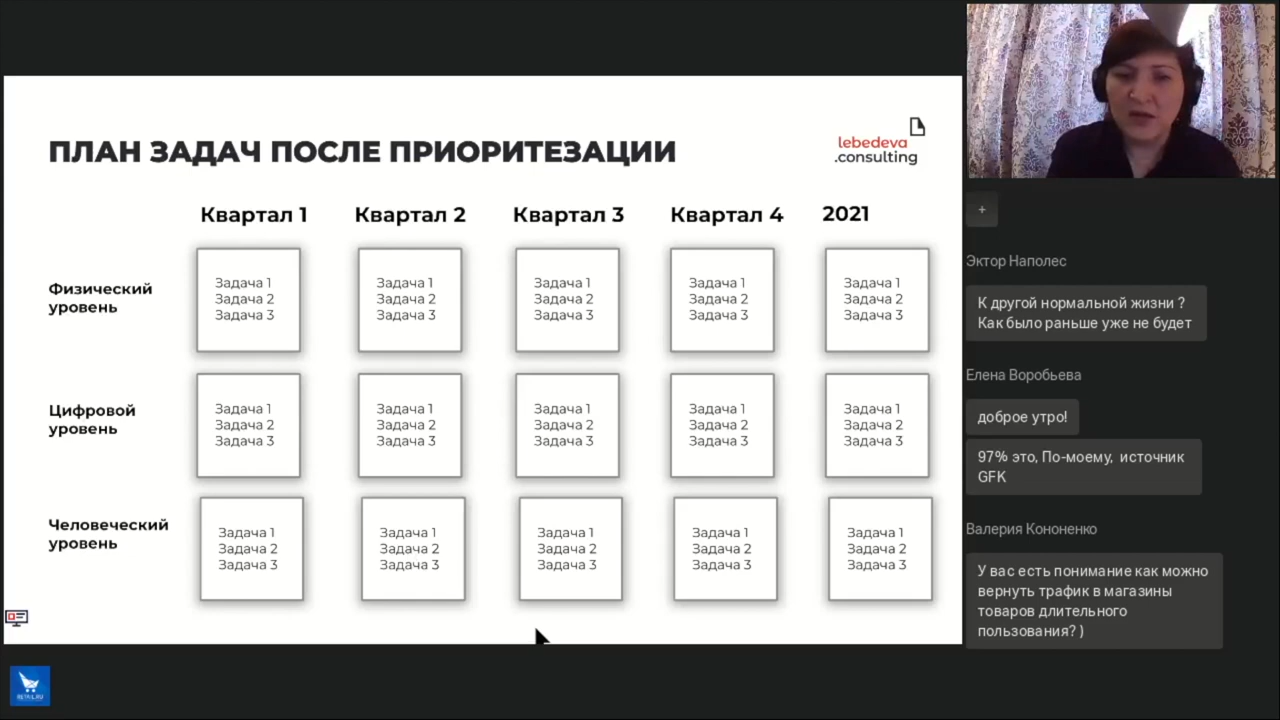 ПЛАН ЗАДАЧ ПОСЛЕ ПРИОРИТЕЗАЦИИ
lebedeva
.consulting
Квартал 1
Квартал 2
Квартал 3
Квартал 4
2021
Физический
уровень
Задача 1
Задача 2
Задача 3
Задача 1
Задача 2
Задача 3
Задача 1
Задача 2
Задача 3
Задача 1
Задача 2
Задача 3
Задача 1
Задача 2
Задача 3
Цифровой
уровень
Задача 1
Задача 2
Задача 3
Задача 1
Задача 2
Задача 3
Задача 1
Задача 2
Задача 3
Задача 1
Задача 2
Задача 3
Задача 1
Задача 2
Задача 3
Человеческий
уровень
Задача 1
Задача 2
Задача 3
Задача 1
Задача 2
Задача 3
Задача 1
Задача 2
Задача 3
Задача 1
Задача 2
Задача 3
Задача 1
Задача 2
Задача 3
RETAIL.RU
+
Эктор Наполес
К другой нормальной жизни ?
Как было раньше уже не будет
Елена Воробьева
доброе утро!
97% это, По-моему, источник
GFK
Валерия Кононенко
У вас есть понимание как можно
вернуть трафик в магазины
товаров длительного
пользования? )